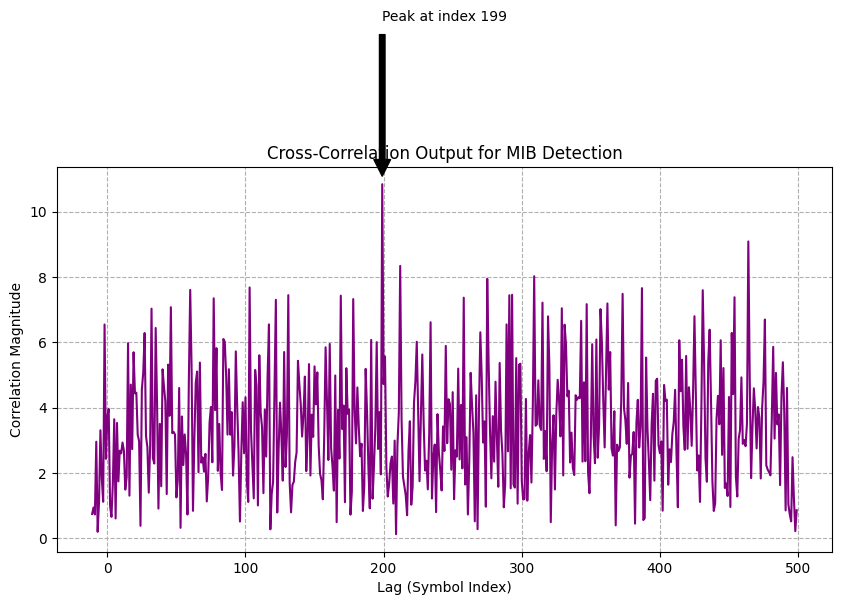 Peak at index 199
Cross-Correlation Output for MIB Detection
Correlation Magnitude
10
8
6
4
2
0
0 100 200 300 400 500
Lag (Symbol Index)